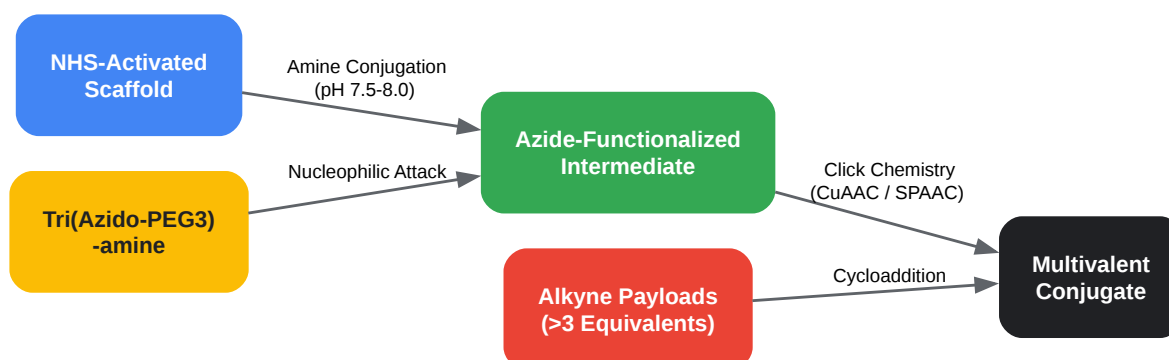 NHS-Activated
Scaffold
Amine Conjugation
(pH 7.5-8.0)
Azide-Functionalized
Intermediate
Tri(Azido-PEG3)
-amine
Nucleophilic Attack
Click Chemistry
(CuAAC / SPAAC)
Alkyne Payloads
(>3 Equivalents)
Cycloaddition
Multivalent
Conjugate